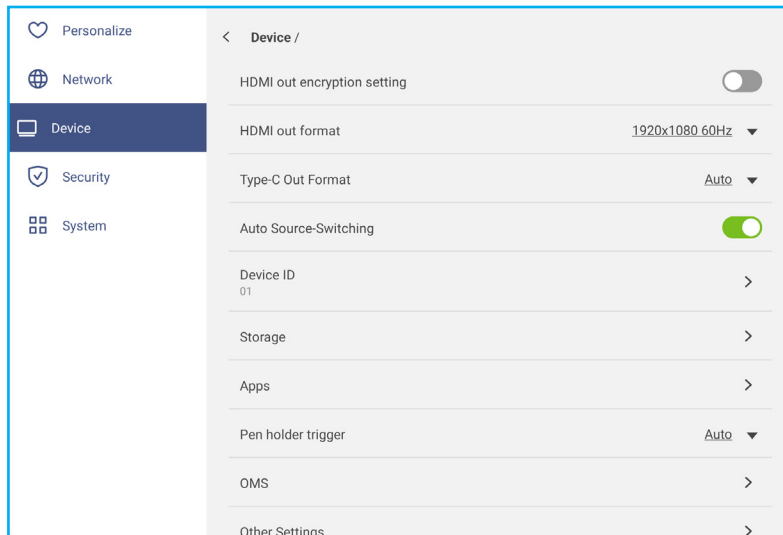 Personalize
Network
Device
Security
System
Device /
HDMI out encryption setting
HDMI out format 1920x1080 60Hz
Type-C Out Format Auto
Auto Source-Switching
Device ID
01
Storage
Apps
Pen holder trigger Auto
OMS
Other Settings